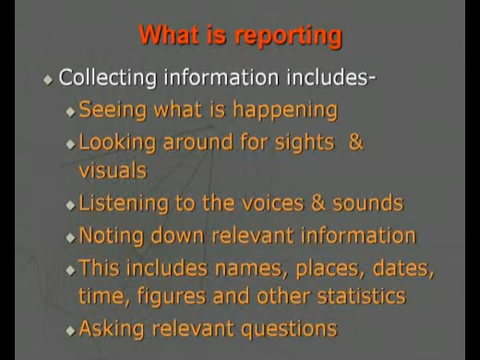 What is reporting
Collecting information includes-
Seeing what is happening
Looking around for sights & 
visuals
Listening to the voices & sounds
Noting down relevant information
This includes names, places, dates,
time, figures and other statistics
Asking relevant questions